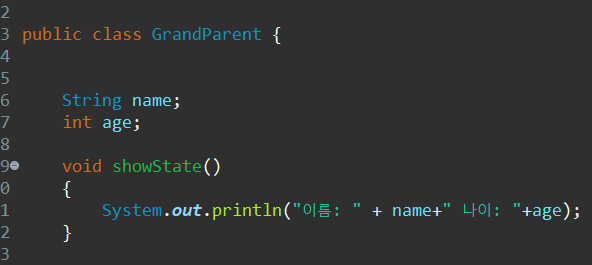 2
3 public class GrandParent {
4
5
6 String name;
7 int age;
8
9 void showState()
0 {
1 System.out.println("이름: " + name+" 나이: "+age);
2 }
3